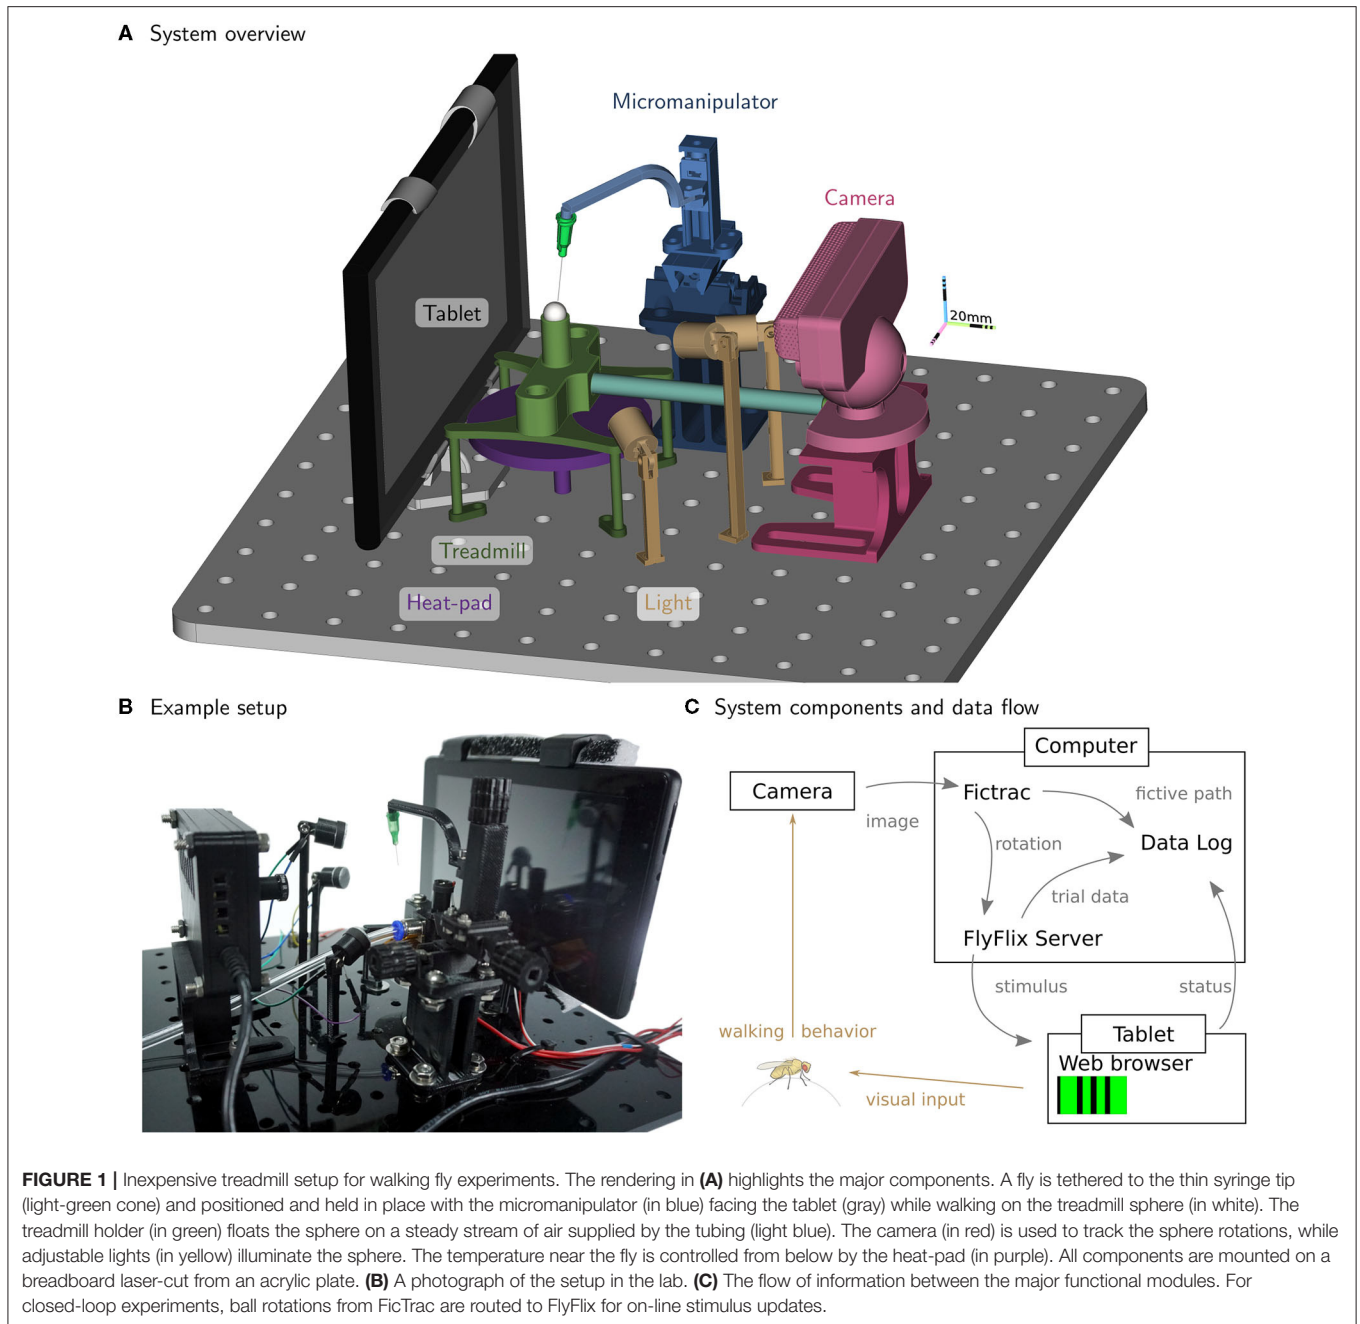 A System overview
Micromanipulator
Camera
20mm
Tablet
Treadmill
Heat-pad
Light
B Example setup
C System components and data flow
Computer
Camera
Fictrac
fictive path
image
Data Log
rotation
trial data
FlyFlix Server
stimulus
status
Tablet
walking behavior
Web browser
visual input
FIGURE 1 | Inexpensive treadmill setup for walking fly experiments. The rendering in (A) highlights the major components. A fly is tethered to the thin syringe tip
(light-green cone) and positioned and held in place with the micromanipulator (in blue) facing the tablet (gray) while walking on the treadmill sphere (in white). The
treadmill holder (in green) floats the sphere on a steady stream of air supplied by the tubing (light blue). The camera (in red) is used to track the sphere rotations, while
adjustable lights (in yellow) illuminate the sphere. The temperature near the fly is controlled from below by the heat-pad (in purple). All components are mounted on a
breadboard laser-cut from an acrylic plate. (B) A photograph of the setup in the lab. (C) The flow of information between the major functional modules. For
closed-loop experiments, ball rotations from FicTrac are routed to FlyFlix for on-line stimulus updates.